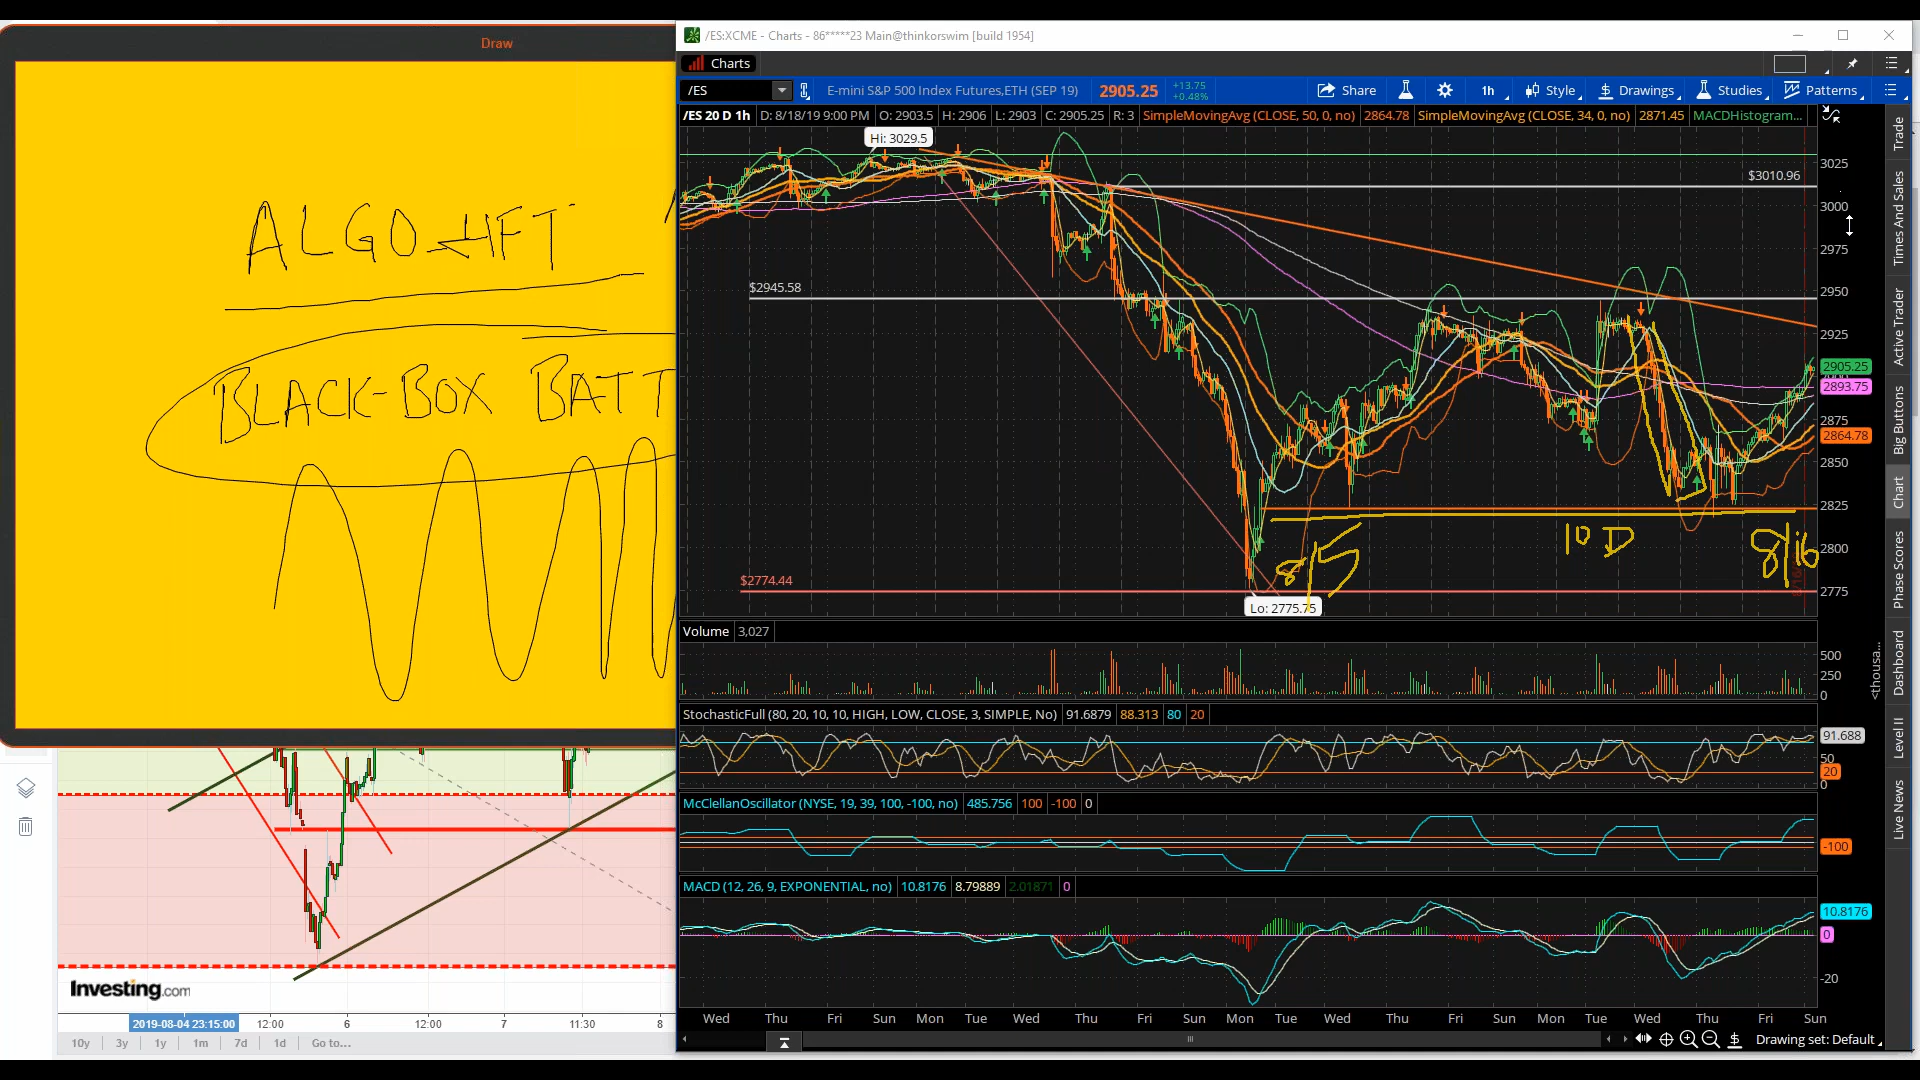 Draw
ALGO HFT
BLACK-BOX BATT
/ES:XCME - Charts - 86*****23 Main@thinkorswim [build 1954]
Charts
/ES
E-mini S&P 500 Index Futures,ETH (SEP 19)
2905.25
+13.75
+0.48%
Share
1h
Style
Drawings
Studies
Patterns
/ES 20 D 1h D: 8/18/19 9:00 PM O: 2903.5 H: 2906 L: 2903 C: 2905.25 R: 3 SimpleMovingAvg (CLOSE, 50, 0, no) 2864.78 SimpleMovingAvg (CLOSE, 34, 0, no) 2871.45 MACDHistogram...
Hi: 3029.5
$3010.96
$2945.58
$2774.44
Lo: 2775.75
8/5
10 D
8/16
3025
3000
2975
2950
2925
2905.25
2893.75
2875
2864.78
2850
2825
2800
2775
Volume 3,027
500
250
0
<thousa...
StochasticFull (80, 20, 10, 10, HIGH, LOW, CLOSE, 3, SIMPLE, No) 91.6879 88.313 80 20
91.688
50
20
0
McClellanOscillator (NYSE, 19, 39, 100, -100, no) 485.756 100 -100 0
-100
MACD (12, 26, 9, EXPONENTIAL, no) 10.8176 8.79889 2.01871 0
10.8176
0
-20
Wed Thu Fri Sun Mon Tue Wed Thu Fri Sun Mon Tue Wed Thu Fri Sun Mon Tue Wed Thu Fri Sun
Drawing set: Default
Trade
Times And Sales
Active Trader
Big Buttons
Chart
Phase Scores
Dashboard
Level II
Live News
Investing.com
2019-08-04 23:15:00 12:00 6 12:00 7 11:30 8
10y 3y 1y 1m 7d 1d Go to...